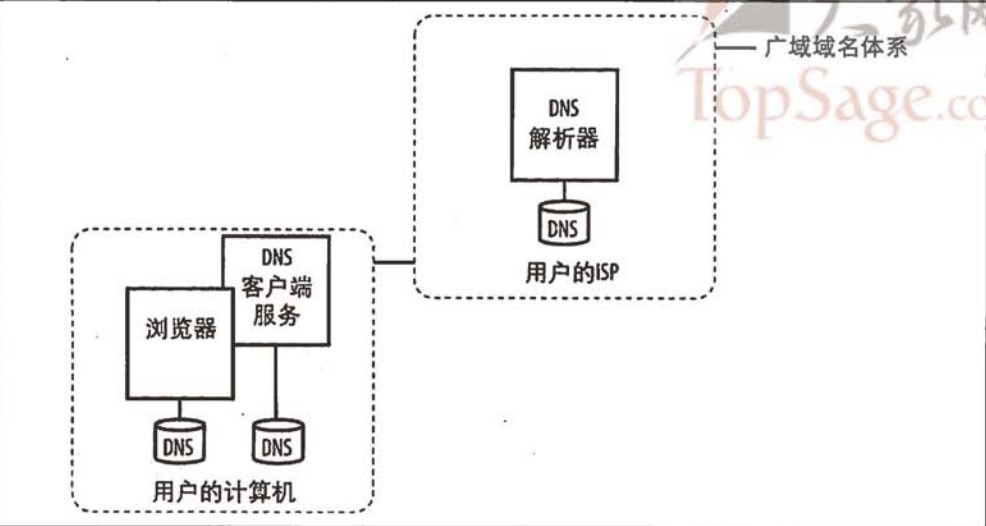 广域域名体系
TopSage.cc
DNS
解析器
DNS
用户的ISP
DNS
客户端
服务
浏览器
DNS
DNS
用户的计算机